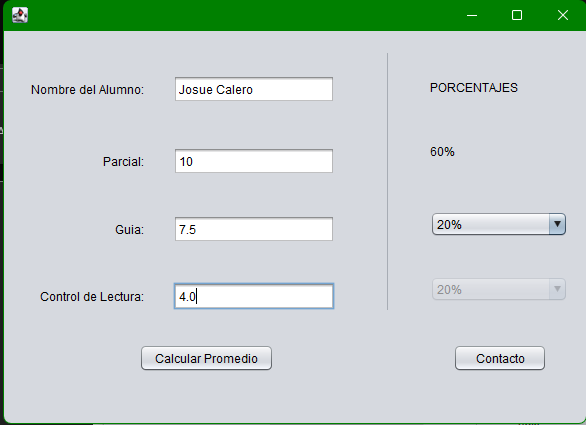 Nombre del Alumno: Josue Calero PORCENTAJES
Parcial: 10 60%
Guia: 7.5 20%
Control de Lectura: 4.0 20%
Calcular Promedio Contacto